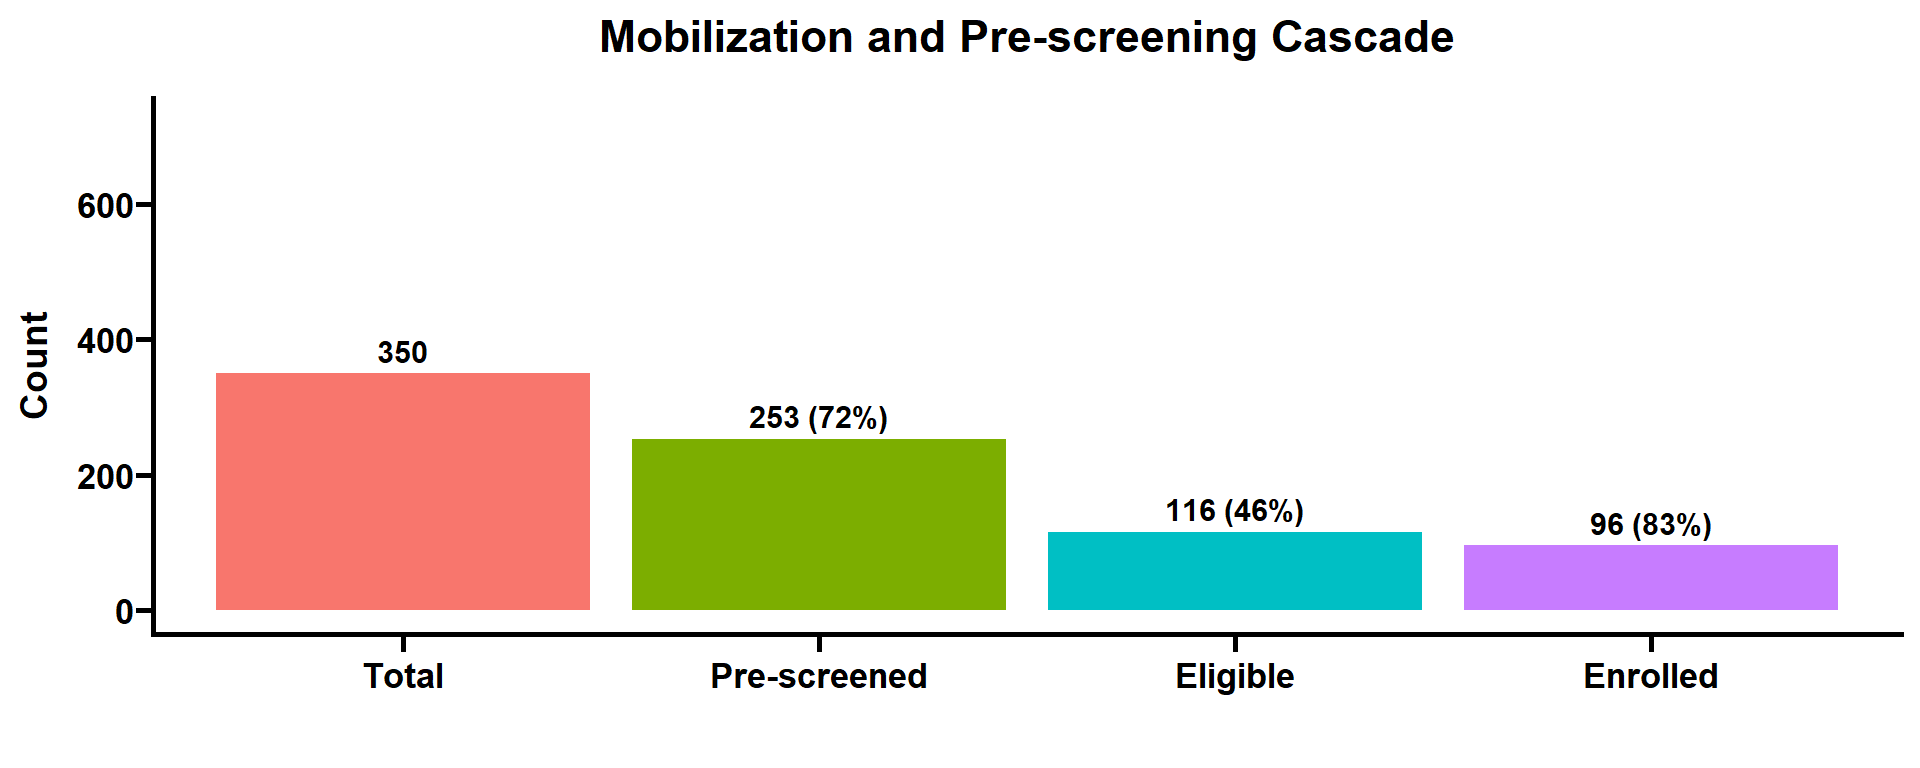 Mobilization and Pre-screening Cascade
Count
600
400
200
0
350
253 (72%)
116 (46%)
96 (83%)
Total
Pre-screened
Eligible
Enrolled